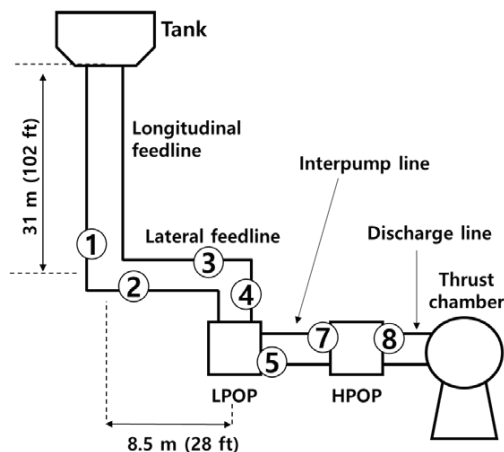 Tank
Longitudinal
feedline
31 m (102 ft)
Interpump line
1
Lateral feedline
3
Discharge line
2
4
Thrust
chamber
7
8
5
LPOP
HPOP
8.5 m (28 ft)